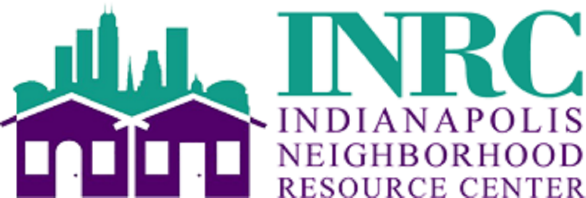 INRC
INDIANAPOLIS
NEIGHBORHOOD
RESOURCE CENTER